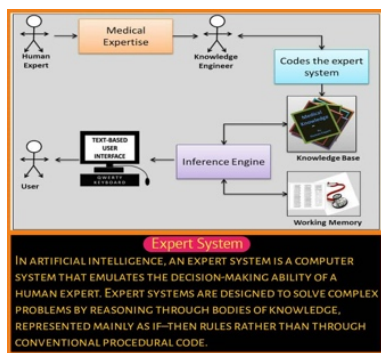 Medical
Expertise
Human
Expert
Knowledge
Engineer
Codes the expert
system
TEXT-BASED
USER
INTERFACE
QWERTY
KEYBOARD
User
Inference Engine
Medical
Knowledge
Knowledge Base
Working Memory
Expert System
IN ARTIFICIAL INTELLIGENCE, AN EXPERT SYSTEM IS A COMPUTER
SYSTEM THAT EMULATES THE DECISION-MAKING ABILITY OF A
HUMAN EXPERT. EXPERT SYSTEMS ARE DESIGNED TO SOLVE COMPLEX
PROBLEMS BY REASONING THROUGH BODIES OF KNOWLEDGE,
REPRESENTED MAINLY AS IF–THEN RULES RATHER THAN THROUGH
CONVENTIONAL PROCEDURAL CODE.